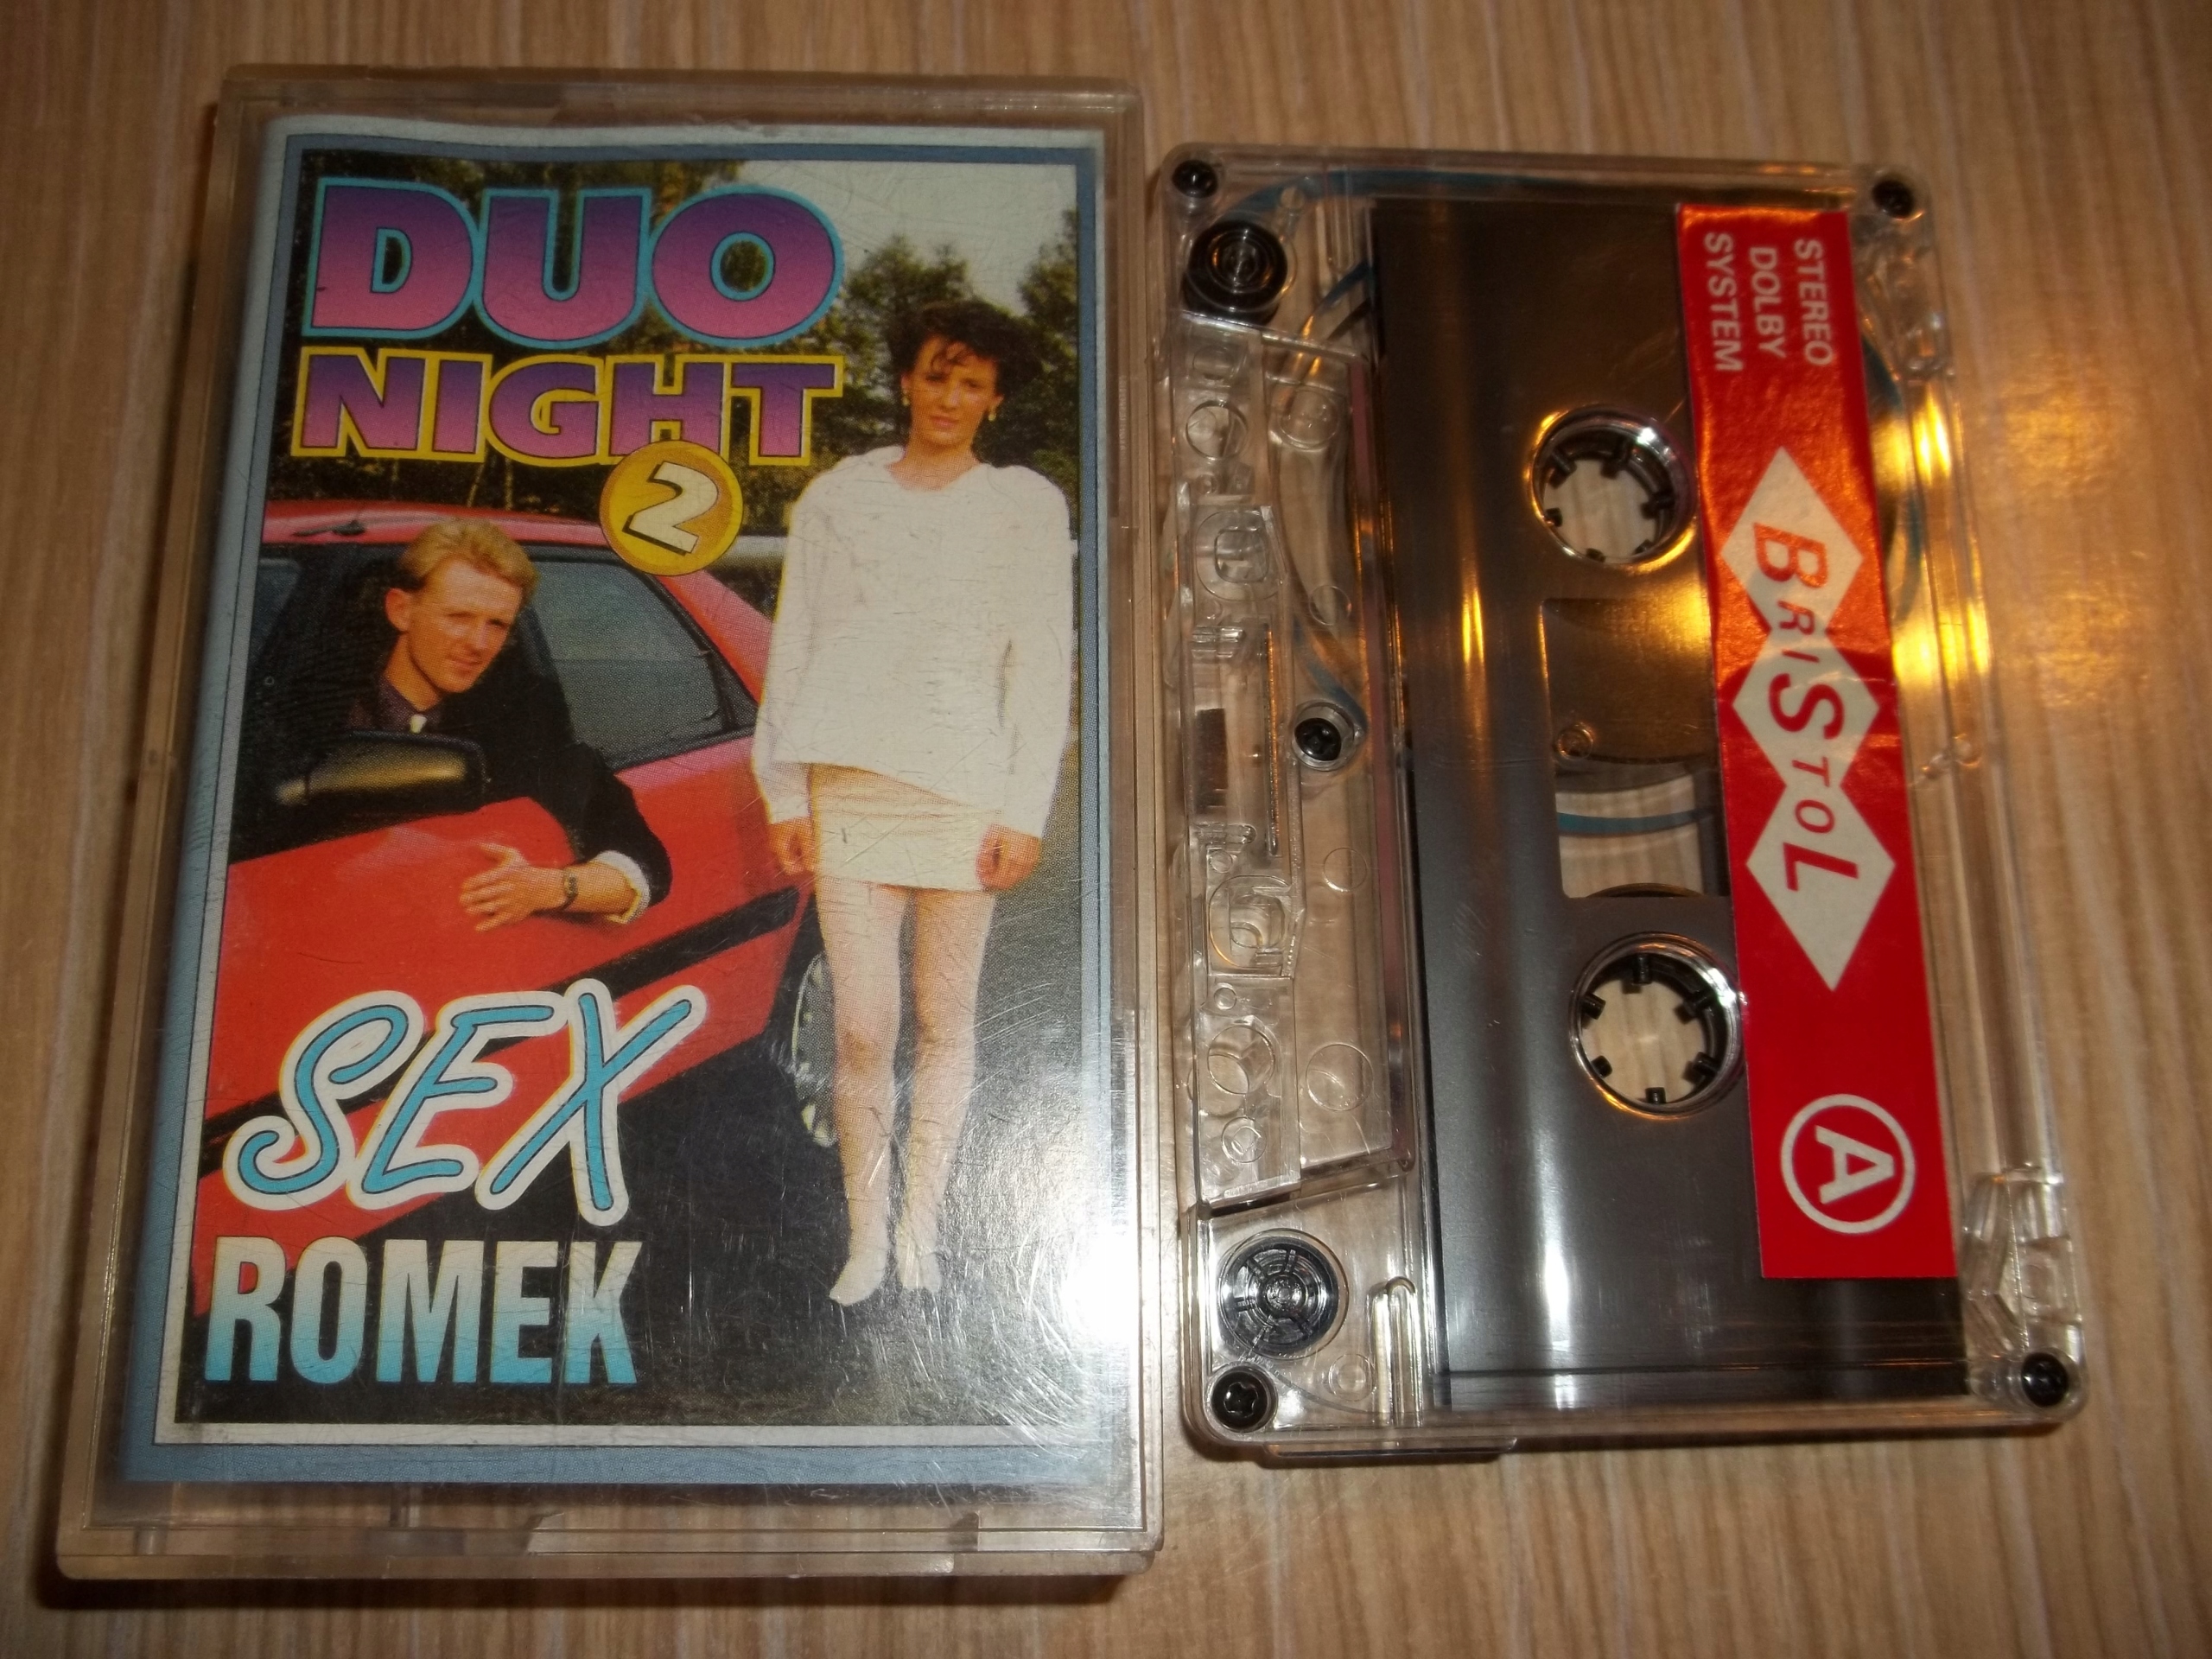 DUO
NIGHT
2
SEX
ROMEK
STEREO
DOLBY
SYSTEM
BRISTOL
A